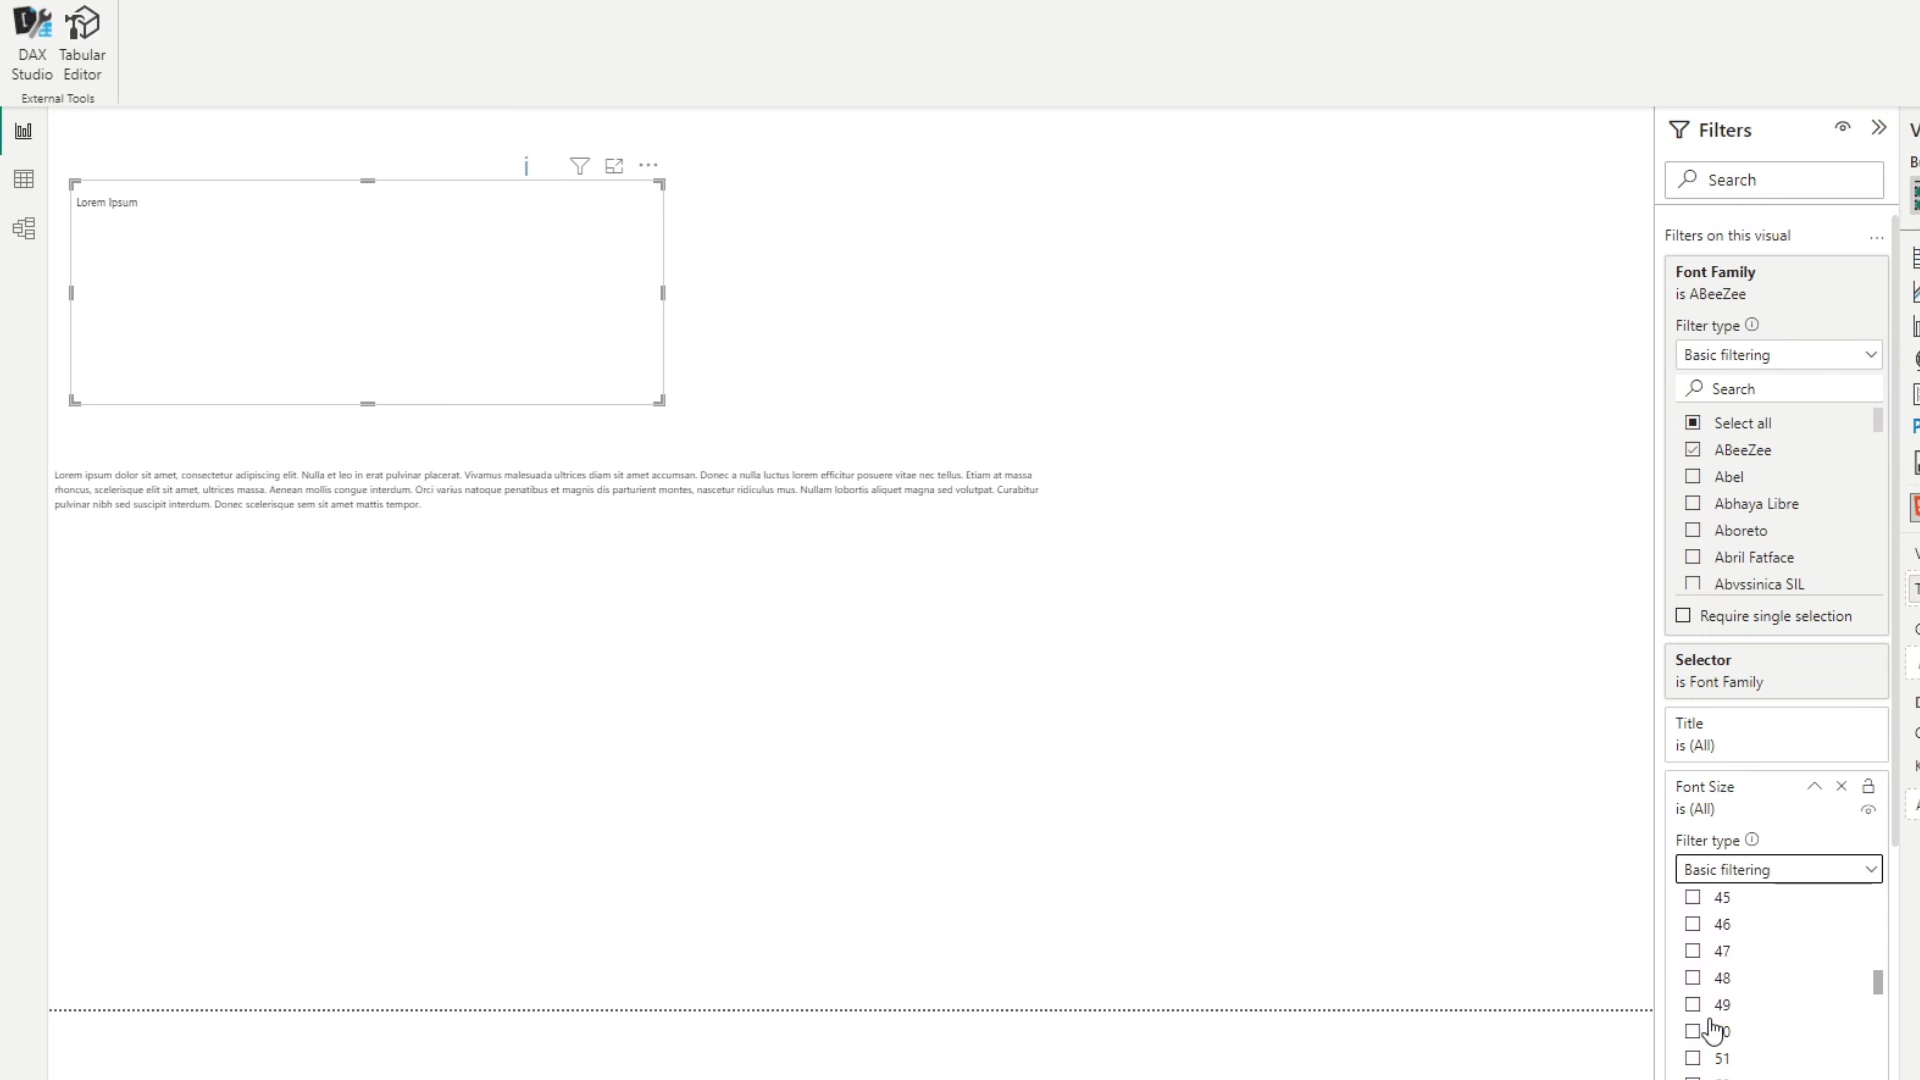 DAX Studio
Tabular Editor
External Tools
Filters
Search
Lorem Ipsum
Filters on this visual
Font Family
is ABeeZee
Filter type
Basic filtering
Search
Select all
ABeeZee
Abel
Abhaya Libre
Aboreto
Abril Fatface
Abyssinica SIL
Require single selection
Lorem ipsum dolor sit amet, consectetur adipiscing elit. Nulla et leo in erat pulvinar placerat. Vivamus malesuada ultrices diam sit amet accumsan. Donec a nulla luctus lorem efficitur posuere vitae nec tellus. Etiam at massa
rhoncus, scelerisque elit sit amet, ultrices massa. Aenean mollis congue interdum. Orci varius natoque penatibus et magnis dis parturient montes, nascetur ridiculus mus. Nullam lobortis aliquet magna sed volutpat. Curabitur
pulvinar nibh sed suscipit interdum. Donec scelerisque sem sit amet mattis tempor.
Selector
is Font Family
Title
is (All)
Font Size
is (All)
Filter type
Basic filtering
45
46
47
48
49
51